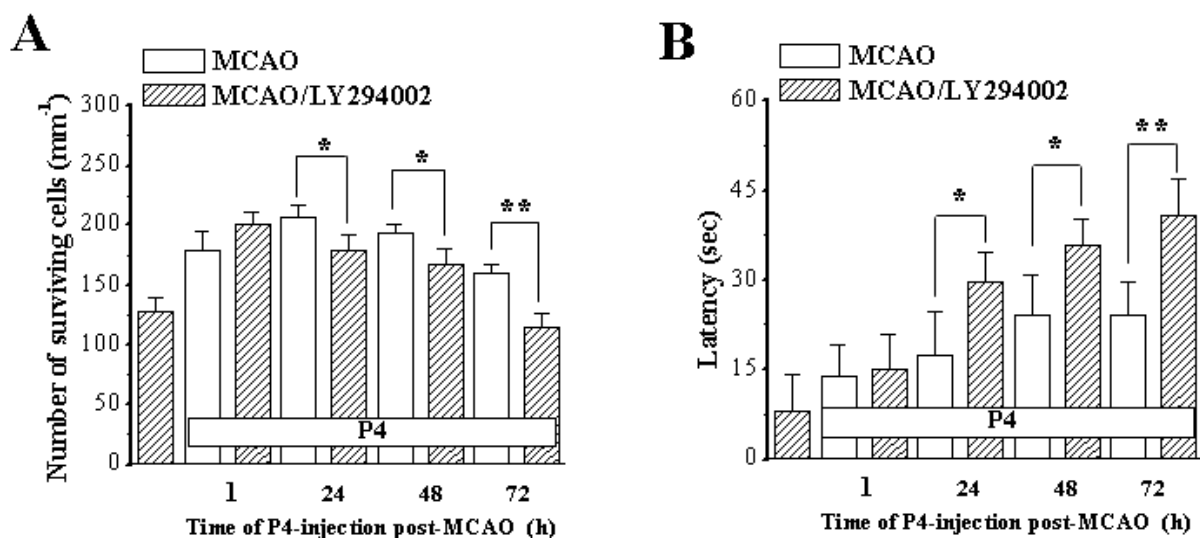 A
MCAO
MCAO/LY294002
Number of surviving cells (mm-1)
300
250
200
150
100
50
0
*
*
**
P4
1 24 48 72
Time of P4-injection post-MCAO (h)
B
MCAO
MCAO/LY294002
Latency (sec)
60
45
30
15
0
*
*
**
P4
1 24 48 72
Time of P4-injection post-MCAO (h)